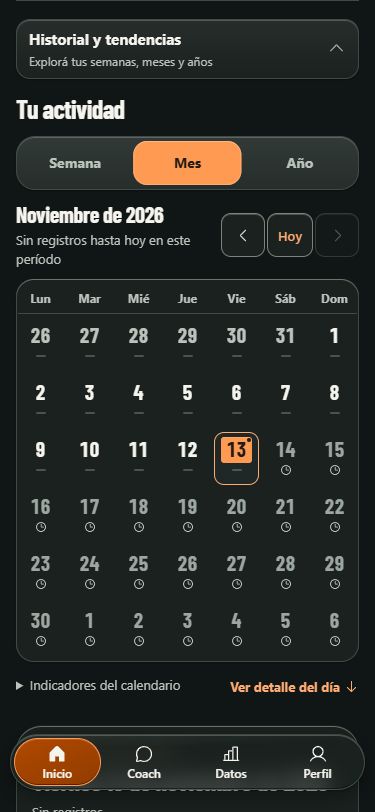 Historial y tendencias
Explorá tus semanas, meses y años
Tu actividad
Semana Mes Año
Noviembre de 2026
Sin registros hasta hoy en este
período
Hoy
Lun Mar Mié Jue Vie Sáb Dom
26 27 28 29 30 31 1
2 3 4 5 6 7 8
9 10 11 12 13 14 15
16 17 18 19 20 21 22
23 24 25 26 27 28 29
30 1 2 3 4 5 6
Indicadores del calendario
Ver detalle del día ↓
Inicio Coach Datos Perfil
Sin registros